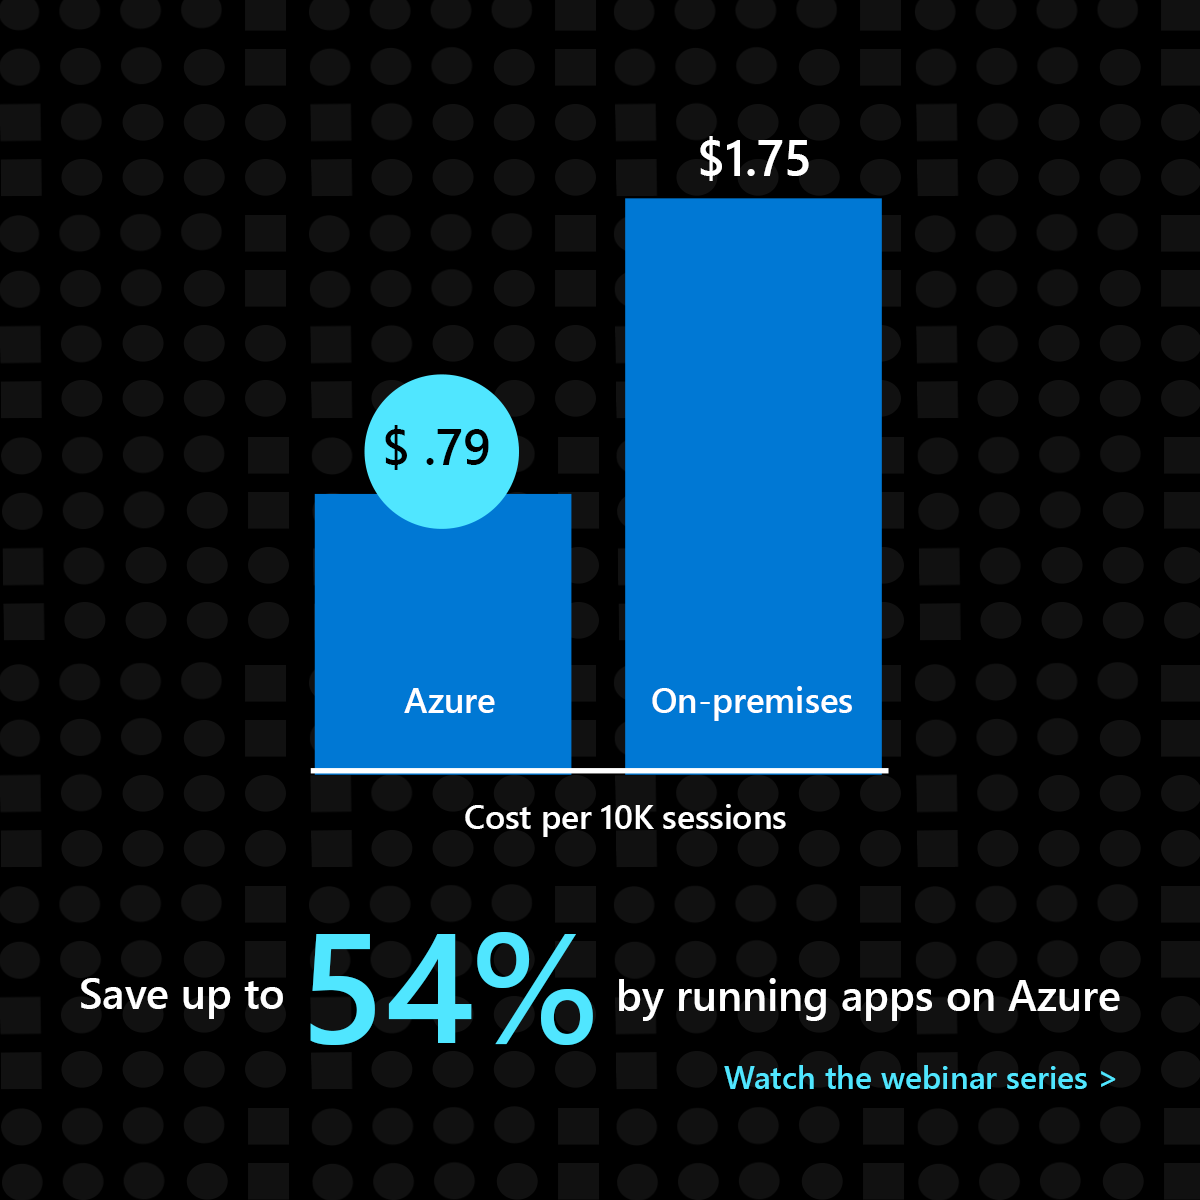 $1.75
$ .79
Azure
On-premises
Cost per 10K sessions
Save up to 54% by running apps on Azure
Watch the webinar series >